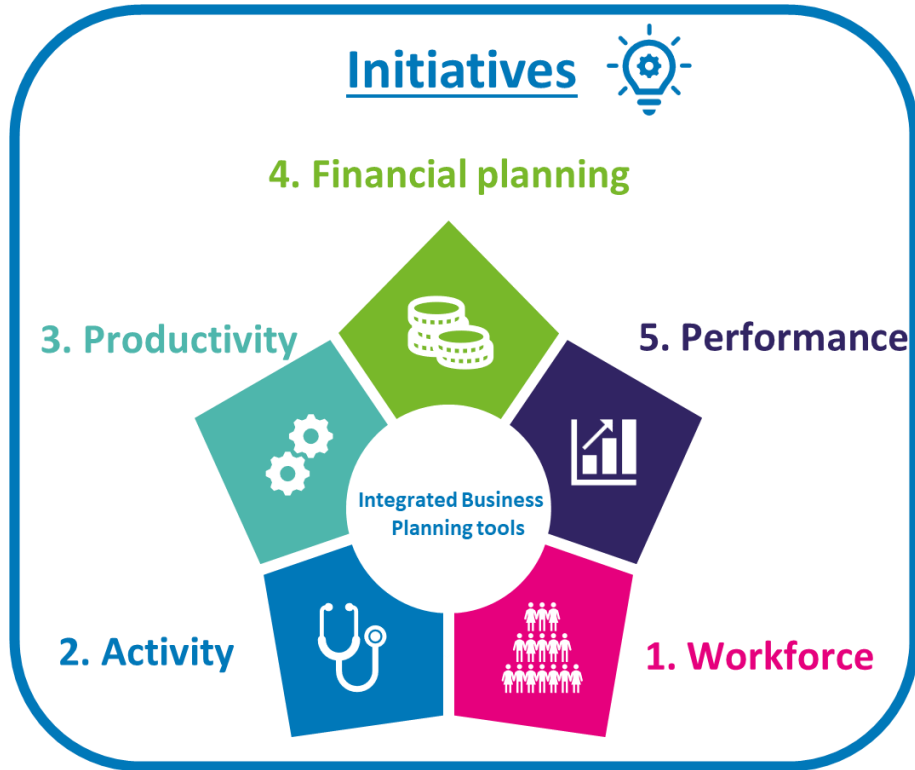 Initiatives
4. Financial planning
3. Productivity
5. Performance
Integrated Business
Planning tools
2. Activity
1. Workforce